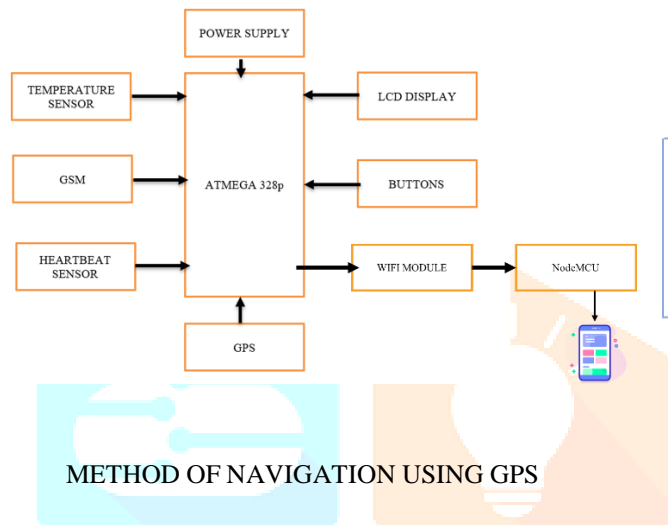 POWER SUPPLY
TEMPERATURE
SENSOR
LCD DISPLAY
GSM
ATMEGA 328p
BUTTONS
HEARTBEAT
SENSOR
WIFI MODULE
NodeMCU
GPS
METHOD OF NAVIGATION USING GPS